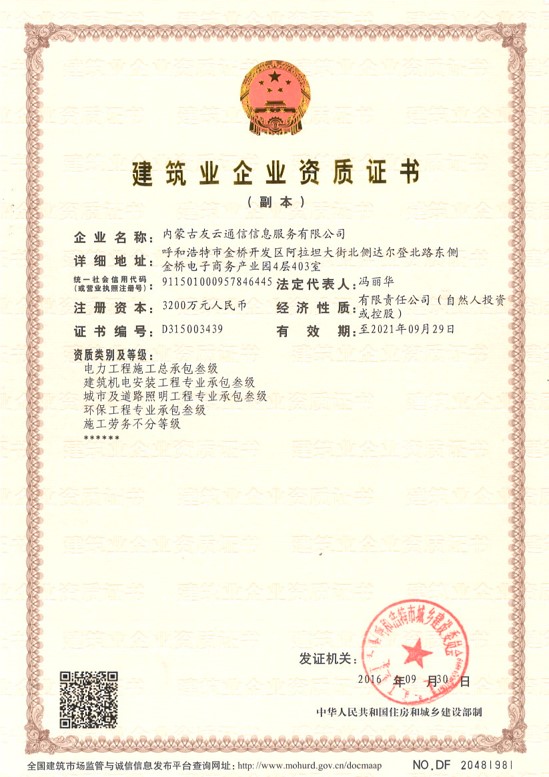 建筑业企业资质证书
（副本）
企业名称：内蒙古友云通信信息服务有限公司
详细地址：呼和浩特市金桥开发区阿拉坦大街北侧达尔登北路东侧
金桥电子商务产业园4层403室
统一社会信用代码
（或营业执照注册号）：911501000957846445 法定代表人：冯丽华
注册资本：3200万元人民币 经济性质：有限责任公司（自然人投资
或控股）
证书编号：D315003439 有效期：至2021年09月29日
资质类别及等级：
电力工程施工总承包叁级
建筑机电安装工程专业承包叁级
城市及道路照明工程专业承包叁级
环保工程专业承包叁级
施工劳务不分等级
******
发证机关：
2016 年09 月30日
中华人民共和国住房和城乡建设部制
全国建筑市场监管与诚信信息发布平台查询网址：http://www.mohurd.gov.cn/docmaap NO.DF 20481981